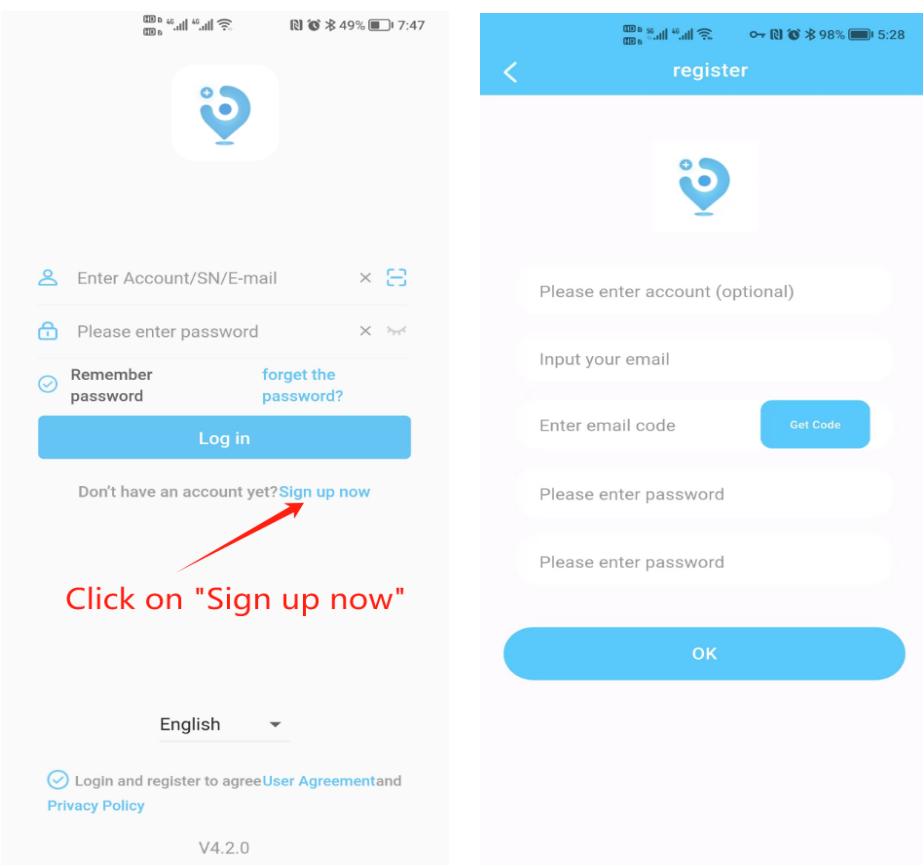 49% 7:47
Enter Account/SN/E-mail
Please enter password
Remember password
forget the password?
Log in
Don't have an account yet?Sign up now
Click on "Sign up now"
English
Login and register to agreeUser Agreementand
Privacy Policy
V4.2.0
98% 5:28
register
Please enter account (optional)
Input your email
Enter email code
Get Code
Please enter password
Please enter password
OK